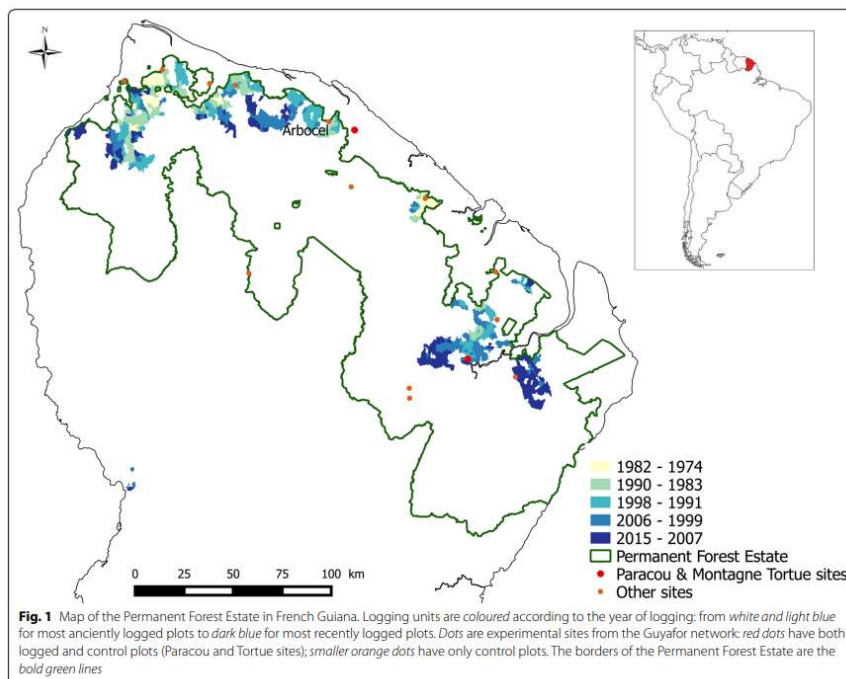 N
Arbocel
1982 - 1974
1990 - 1983
1998 - 1991
2006 - 1999
2015 - 2007
Permanent Forest Estate
Paracou & Montagne Tortue sites
Other sites
0 25 50 75 100 km
Fig. 1 Map of the Permanent Forest Estate in French Guiana. Logging units are coloured according to the year of logging: from white and light blue
for most anciently logged plots to dark blue for most recently logged plots. Dots are experimental sites from the Guyafor network: red dots have both
logged and control plots (Paracou and Tortue sites); smaller orange dots have only control plots. The borders of the Permanent Forest Estate are the
bold green lines